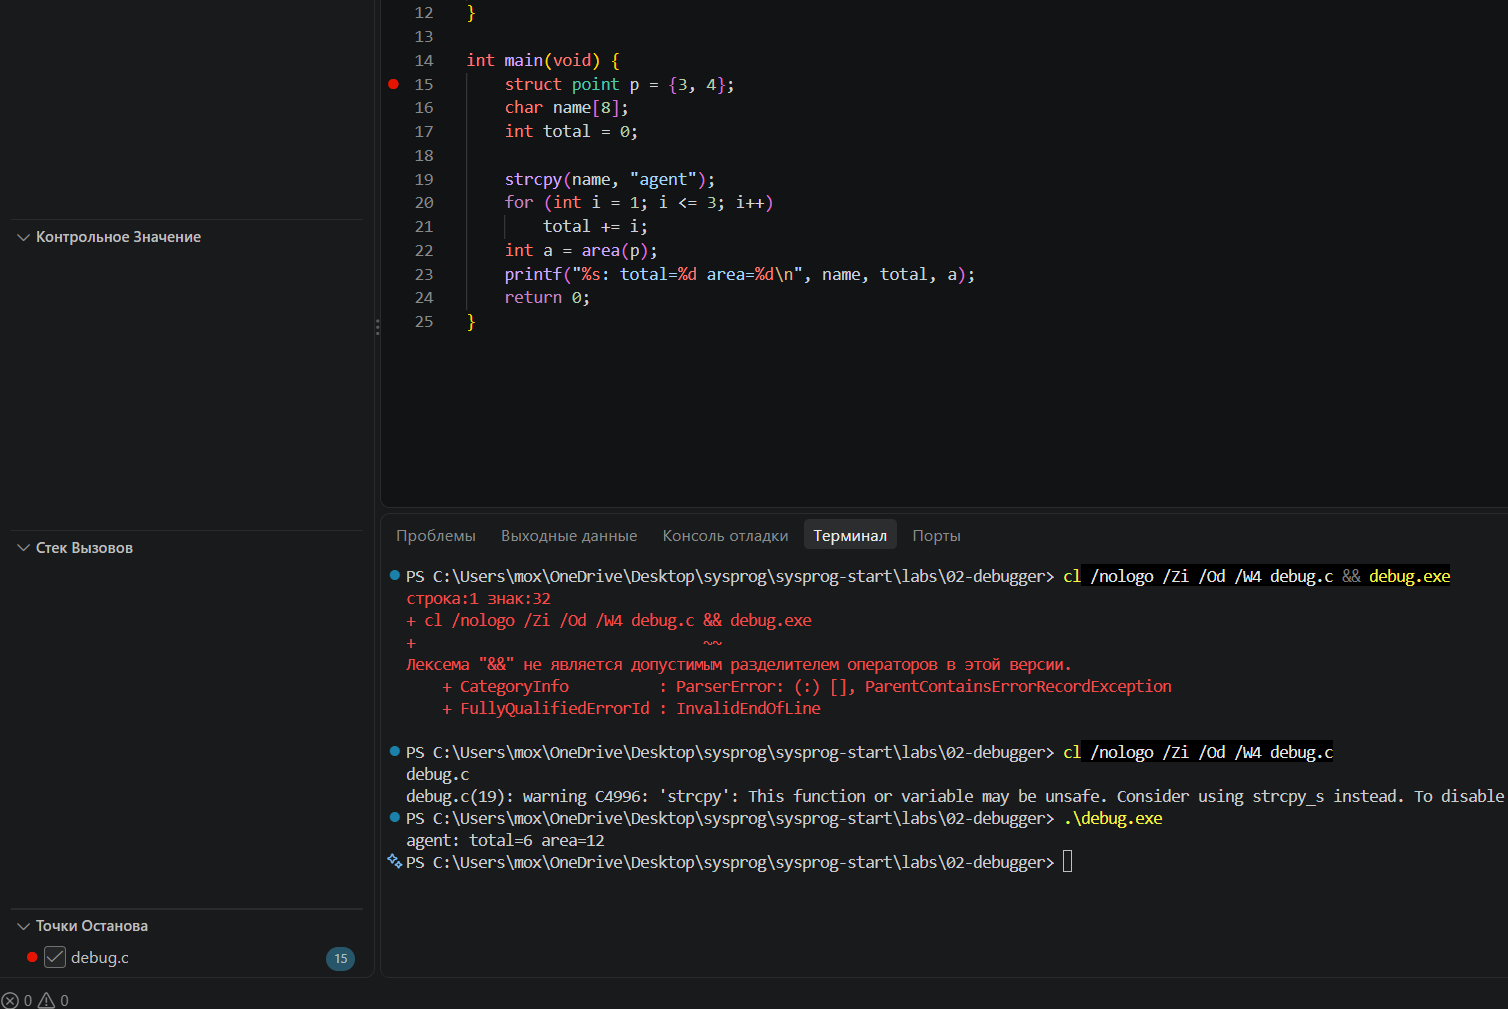 12 }
13
14 int main(void) {
15 struct point p = {3, 4};
16 char name[8];
17 int total = 0;
18
19 strcpy(name, "agent");
20 for (int i = 1; i <= 3; i++)
21 total += i;
22 int a = area(p);
23 printf("%s: total=%d area=%d\n", name, total, a);
24 return 0;
25 }
Контрольное Значение
Стек Вызовов
Точки Останова
debug.c 15
0 0
Проблемы Выходные данные Консоль отладки Терминал Порты
PS C:\Users\mox\OneDrive\Desktop\sysprog\sysprog-start\labs\02-debugger> cl /nologo /Zi /Od /W4 debug.c && debug.exe
строка:1 знак:32
+ cl /nologo /Zi /Od /W4 debug.c && debug.exe
+ ~~
Лексема "&&" не является допустимым разделителем операторов в этой версии.
+ CategoryInfo : ParserError: (:) [], ParentContainsErrorRecordException
+ FullyQualifiedErrorId : InvalidEndOfLine
PS C:\Users\mox\OneDrive\Desktop\sysprog\sysprog-start\labs\02-debugger> cl /nologo /Zi /Od /W4 debug.c
debug.c
debug.c(19): warning C4996: 'strcpy': This function or variable may be unsafe. Consider using strcpy_s instead. To disable
PS C:\Users\mox\OneDrive\Desktop\sysprog\sysprog-start\labs\02-debugger> .\debug.exe
agent: total=6 area=12
PS C:\Users\mox\OneDrive\Desktop\sysprog\sysprog-start\labs\02-debugger>